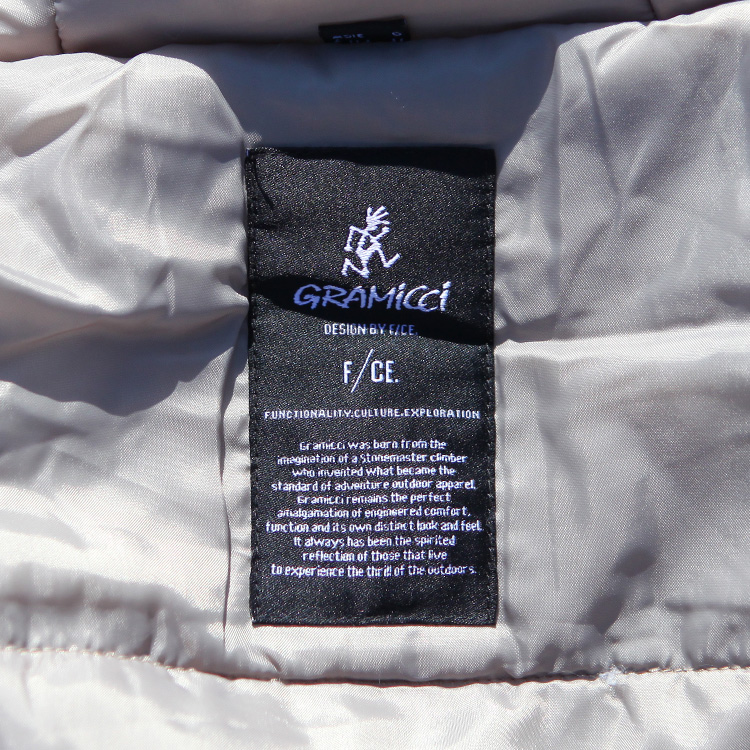 GRAMiCCi
DESIGN BY F/CE.
F/CE.
FUNCTIONALITY.CULTURE.EXPLORATION
Gramicci was born from the
imagination of a Stonemaster climber
who invented what became the
standard of adventure outdoor apparel.
Gramicci remains the perfect
amalgamation of engineered comfort,
function and its own distinct look and feel.
It always has been the spirited
reflection of those that live
to experience the thrill of the outdoors.